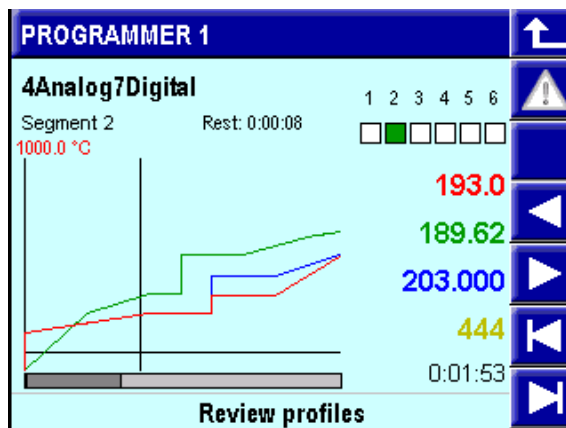 PROGRAMMER 1
4Analog7Digital
1 2 3 4 5 6
Segment 2 Rest: 0:00:08
1000.0 °C
193.0
189.62
203.000
444
0:01:53
Review profiles